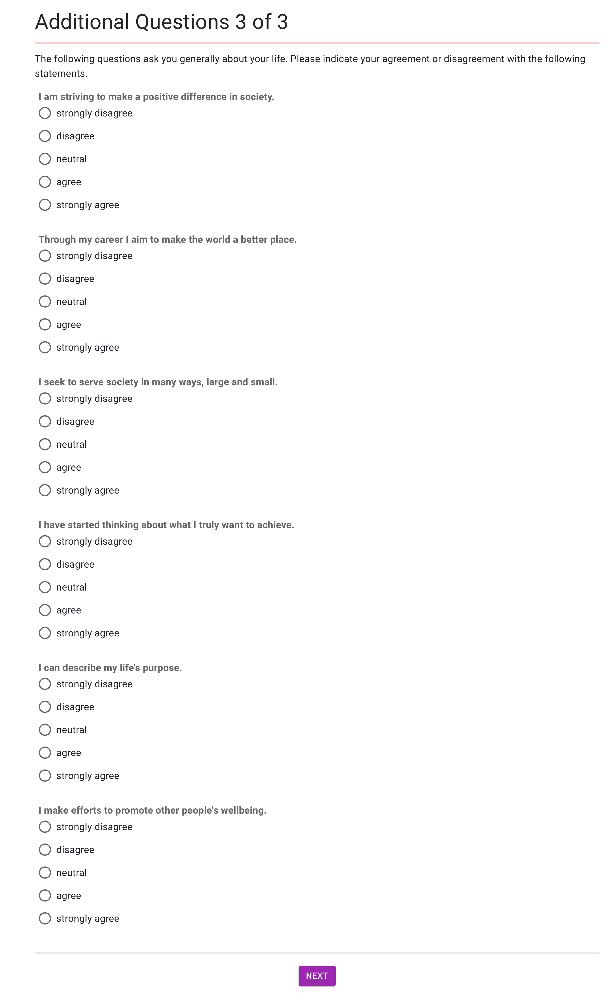 Additional Questions 3 of 3
The following questions ask you generally about your life. Please indicate your agreement or disagreement with the following
statements.
I am striving to make a positive difference in society.
strongly disagree
disagree
neutral
agree
strongly agree
Through my career I aim to make the world a better place.
strongly disagree
disagree
neutral
agree
strongly agree
I seek to serve society in many ways, large and small.
strongly disagree
disagree
neutral
agree
strongly agree
I have started thinking about what I truly want to achieve.
strongly disagree
disagree
neutral
agree
strongly agree
I can describe my life's purpose.
strongly disagree
disagree
neutral
agree
strongly agree
I make efforts to promote other people's wellbeing.
strongly disagree
disagree
neutral
agree
strongly agree
NEXT